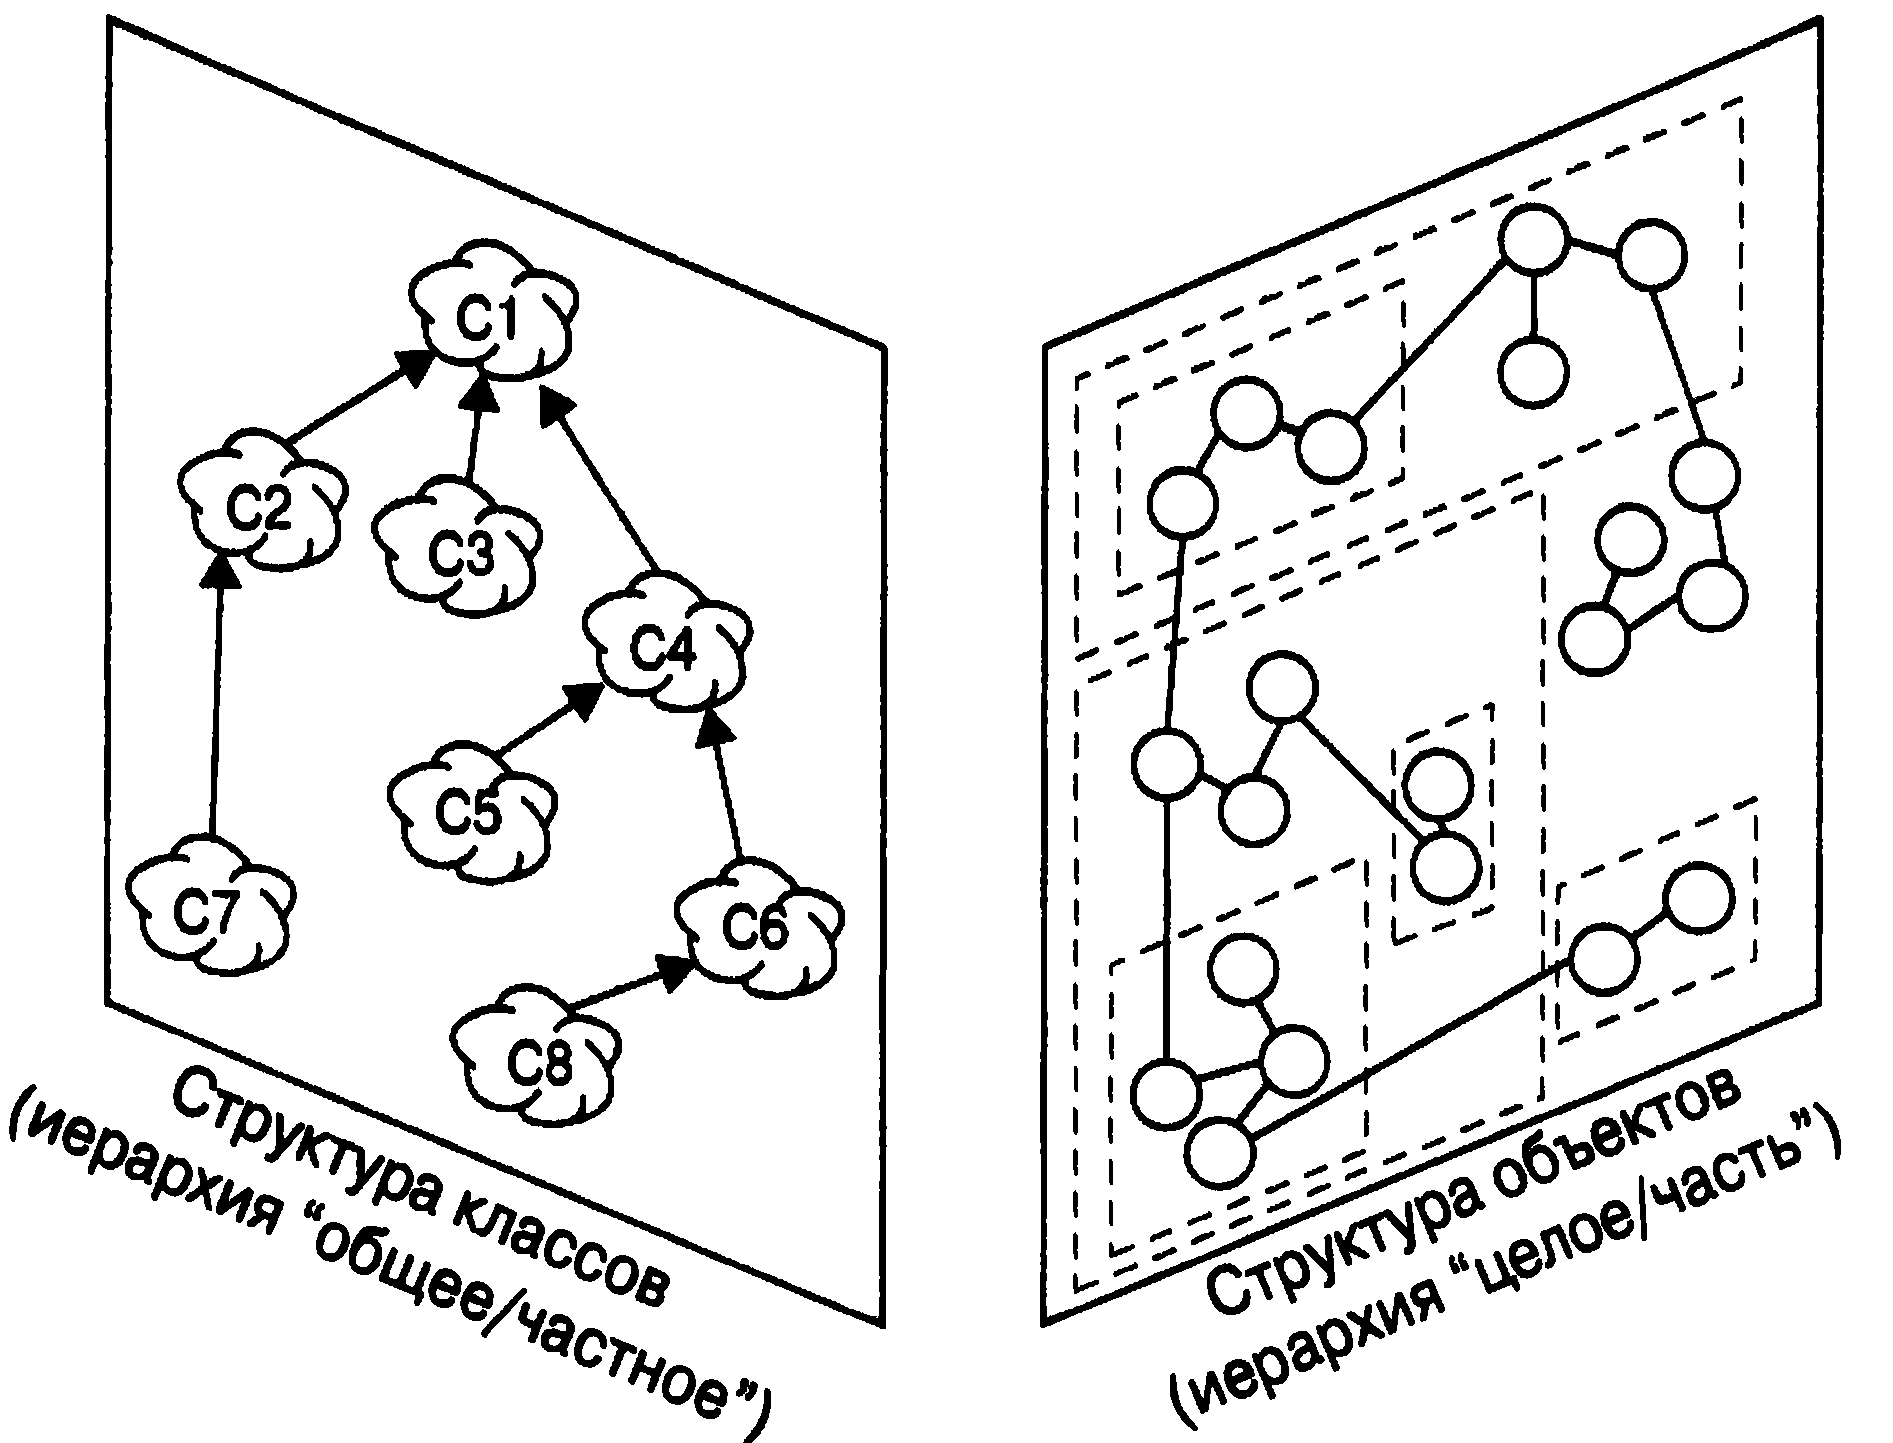 C1
C2
C3
C4
C5
C7
C6
C8
Структура классов
(иерархия “общее/частное”)
Структура объектов
(иерархия “целое/часть”)